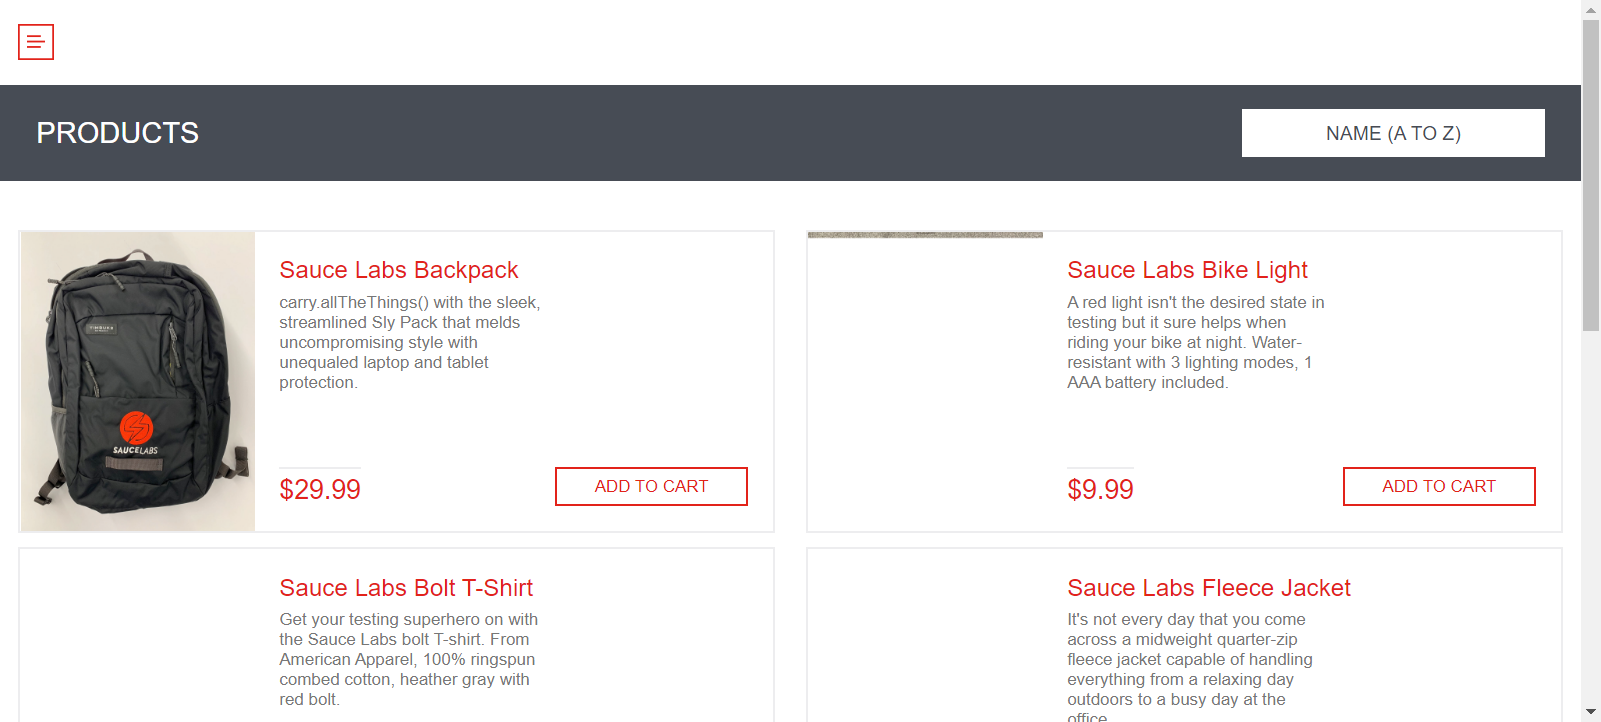 PRODUCTS
NAME (A TO Z)
Sauce Labs Backpack
carry.allTheThings() with the sleek,
streamlined Sly Pack that melds
uncompromising style with
unequaled laptop and tablet
protection.
$29.99
ADD TO CART
SAUCELABS
Sauce Labs Bike Light
A red light isn't the desired state in
testing but it sure helps when
riding your bike at night. Water-
resistant with 3 lighting modes, 1
AAA battery included.
$9.99
ADD TO CART
Sauce Labs Bolt T-Shirt
Get your testing superhero on with
the Sauce Labs bolt T-shirt. From
American Apparel, 100% ringspun
combed cotton, heather gray with
red bolt.
Sauce Labs Fleece Jacket
It's not every day that you come
across a midweight quarter-zip
fleece jacket capable of handling
everything from a relaxing day
outdoors to a busy day at the
office